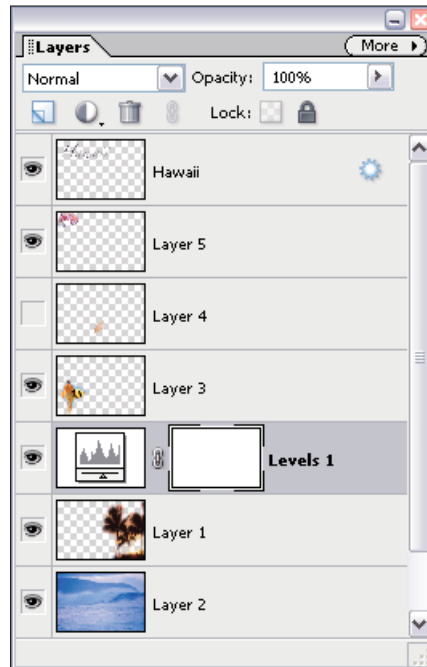 Layers
More
Normal
Opacity: 100%
Lock:
Hawaii
Layer 5
Layer 4
Layer 3
Levels 1
Layer 1
Layer 2